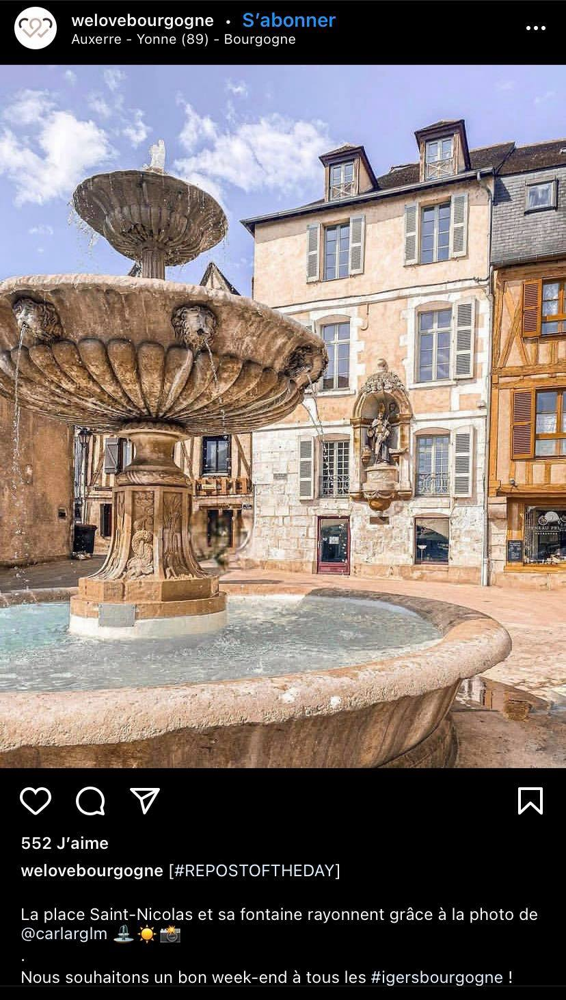 welovebourgogne • S’abonner
Auxerre - Yonne (89) - Bourgogne
552 J’aime
welovebourgogne [#REPOSTOFTHEDAY]
La place Saint-Nicolas et sa fontaine rayonnent grâce à la photo de
@carlarglm ⛲☀️📸
.
Nous souhaitons un bon week-end à tous les #igersbourgogne !